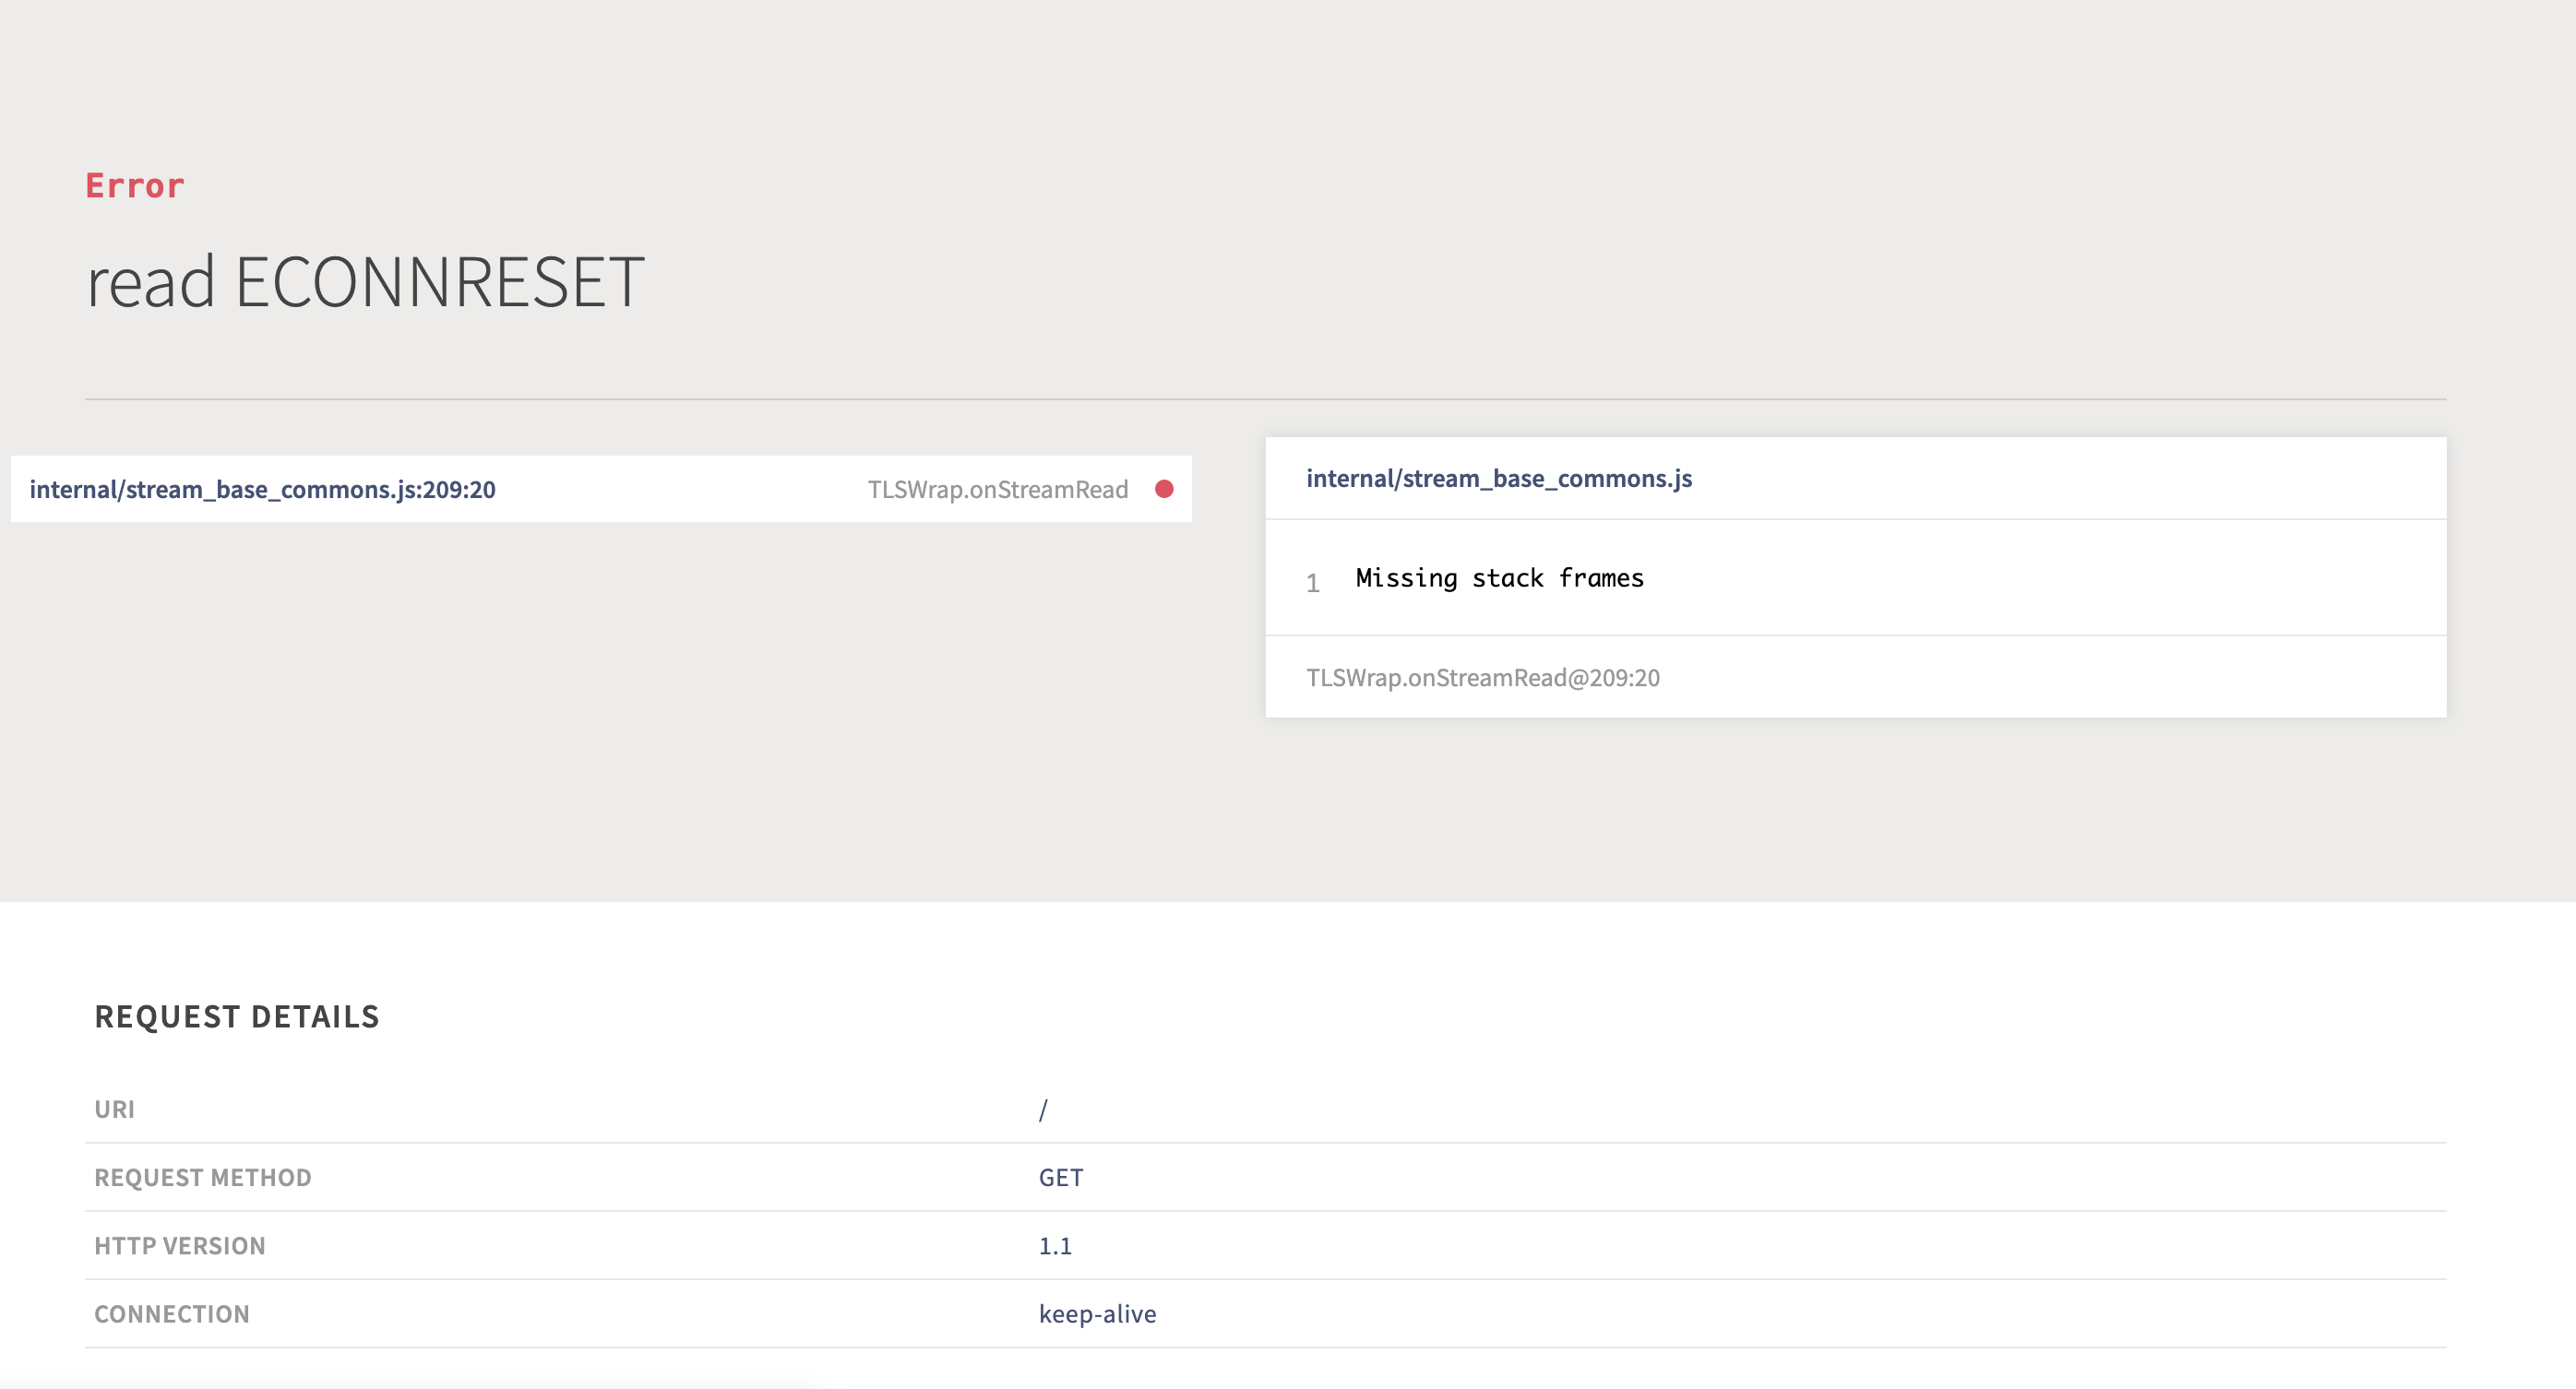 Error
read ECONNRESET
internal/stream_base_commons.js:209:20 TLSWrap.onStreamRead
internal/stream_base_commons.js
1 Missing stack frames
TLSWrap.onStreamRead@209:20
REQUEST DETAILS
URI /
REQUEST METHOD GET
HTTP VERSION 1.1
CONNECTION keep-alive